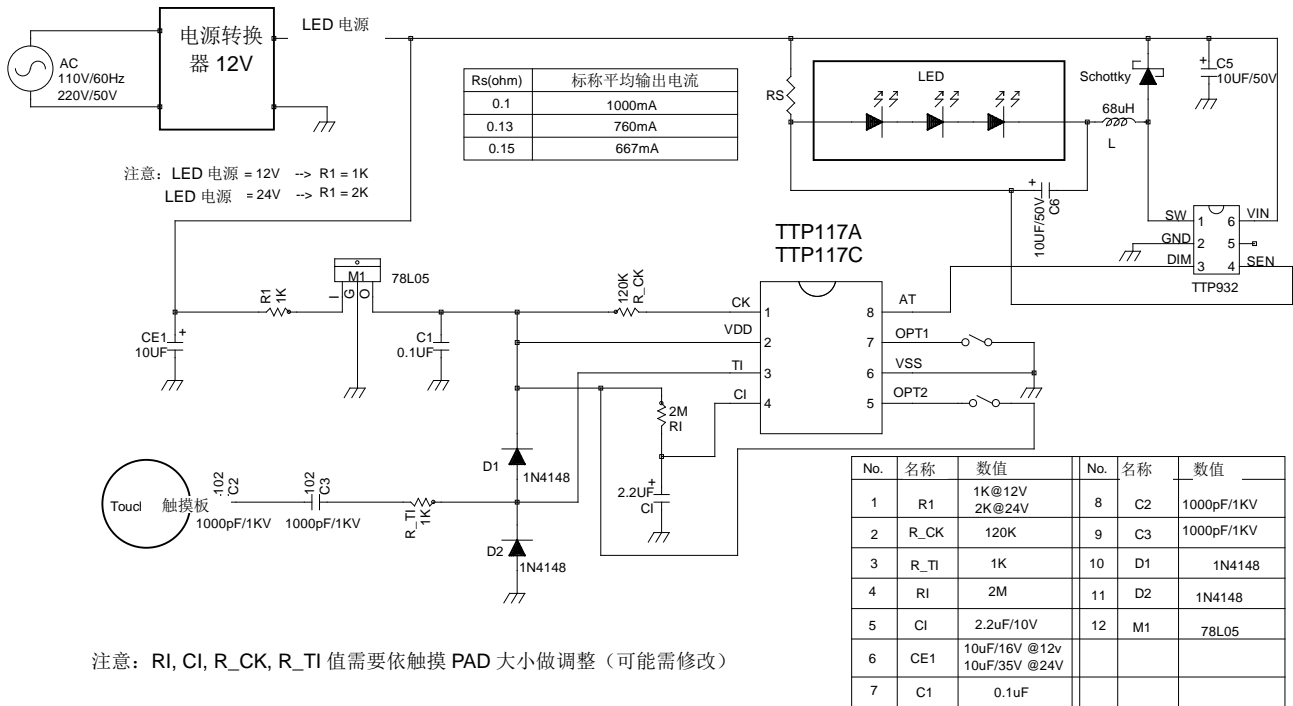 LED 电源
电源转换
器 12V
AC
110V/60Hz
220V/50V
Rs(ohm) 标称平均输出电流
0.1 1000mA
0.13 760mA
0.15 667mA
注意：LED 电源 = 12V --> R1 = 1K
LED 电源 = 24V --> R1 = 2K
RS
LED
Schottky
C5
+
10UF/50V
68uH
L
+
10UF/50V
C6
SW 1 6 VIN
GND 2 5
DIM 3 4 SEN
TTP932
TTP117A
TTP117C
CK 1 8 AT
VDD 2 7 OPT1
TI 3 6 VSS
CI 4 5 OPT2
R1
1K
M1
I G O
78L05
120K
R_CK
CE1 +
10UF
C1
0.1UF
2M
RI
+
2.2UF
CI
D1
1N4148
D2
1N4148
Toucl 触摸板
102
C2
1000pF/1KV
102
C3
1000pF/1KV
R_TI
1K
No. 名称 数值 No. 名称 数值
1 R1 1K@12V 2K@24V 8 C2 1000pF/1KV
2 R_CK 120K 9 C3 1000pF/1KV
3 R_TI 1K 10 D1 1N4148
4 RI 2M 11 D2 1N4148
5 CI 2.2uF/10V 12 M1 78L05
6 CE1 10uF/16V @12v 10uF/35V @24V
7 C1 0.1uF
注意：RI, CI, R_CK, R_TI 值需要依触摸 PAD 大小做调整（可能需修改）